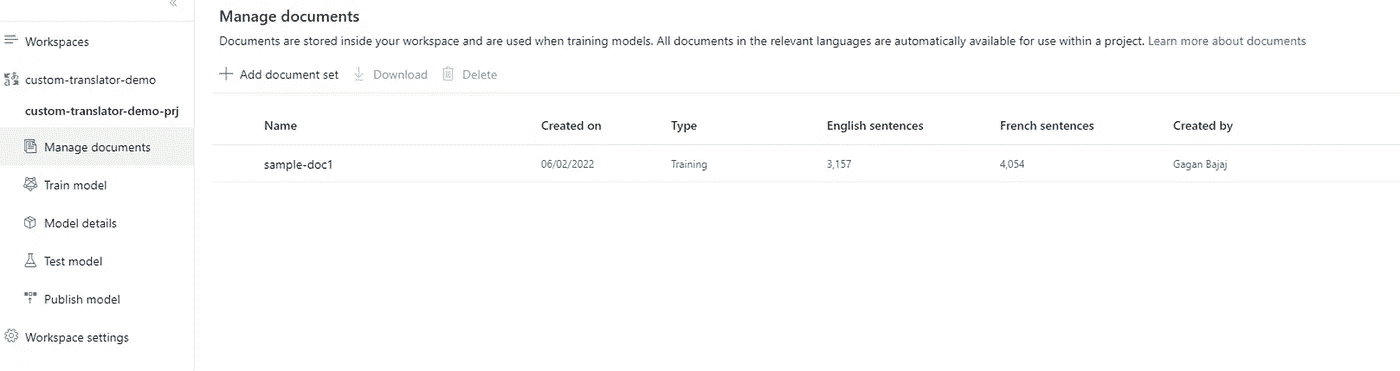 Workspaces
custom-translator-demo
custom-translator-demo-prj
Manage documents
Train model
Model details
Test model
Publish model
Workspace settings
Manage documents
Documents are stored inside your workspace and are used when training models. All documents in the relevant languages are automatically available for use within a project. Learn more about documents
Add document set Download Delete
Name Created on Type English sentences French sentences Created by
sample-doc1 06/02/2022 Training 3,157 4,054 Gagan Bajaj